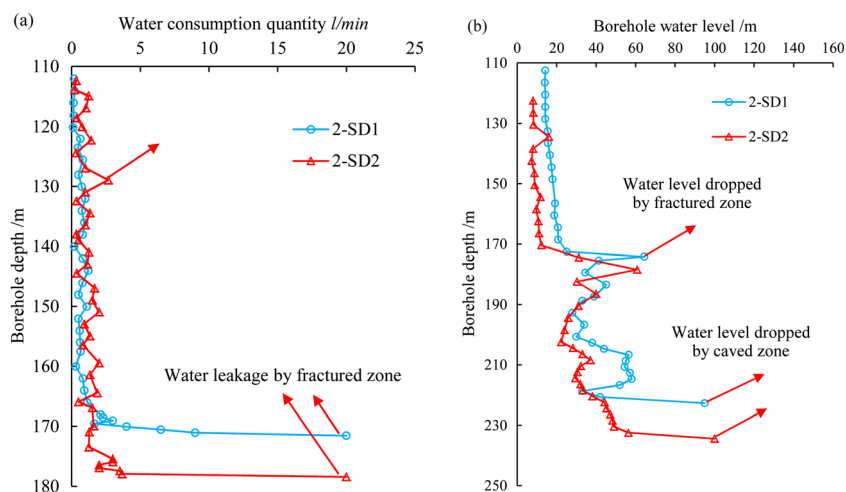 (a)
Water consumption quantity l/min
0 5 10 15 20 25
110
120
130
140
150
160
170
180
Borehole depth /m
2-SD1
2-SD2
Water leakage by fractured zone
(b)
Borehole water level /m
0 20 40 60 80 100 120 140 160
110
130
150
170
190
210
230
250
Borehole depth /m
2-SD1
2-SD2
Water level dropped
by fractured zone
Water level dropped
by caved zone